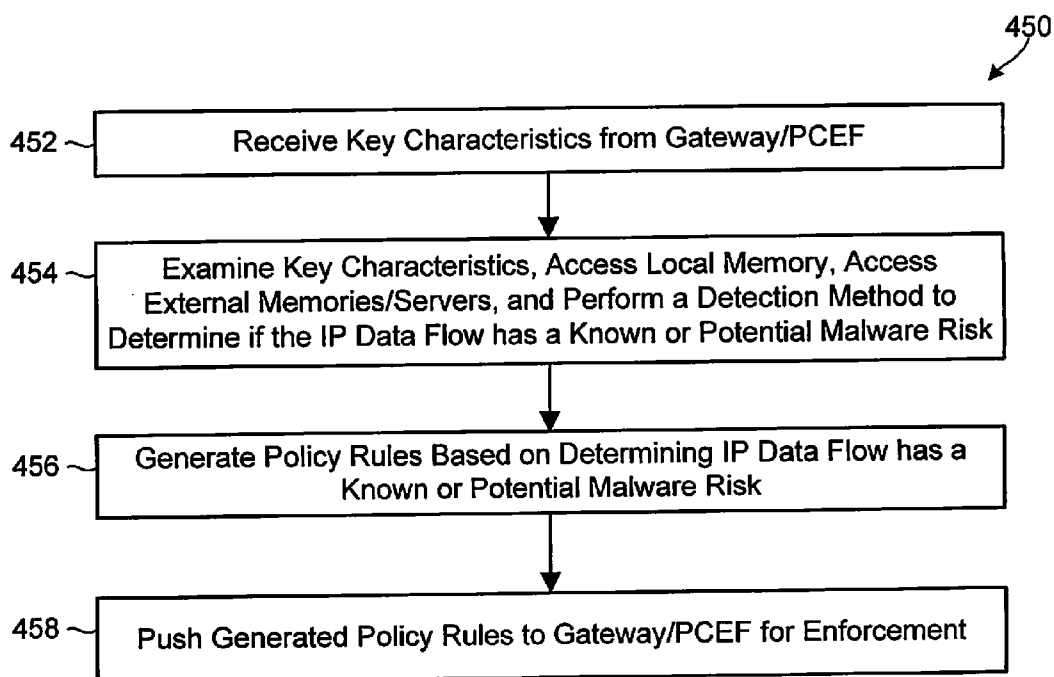 450
452
Receive Key Characteristics from Gateway/PCEF
454
Examine Key Characteristics, Access Local Memory, Access
External Memories/Servers, and Perform a Detection Method to
Determine if the IP Data Flow has a Known or Potential Malware Risk
456
Generate Policy Rules Based on Determining IP Data Flow has a
Known or Potential Malware Risk
458
Push Generated Policy Rules to Gateway/PCEF for Enforcement